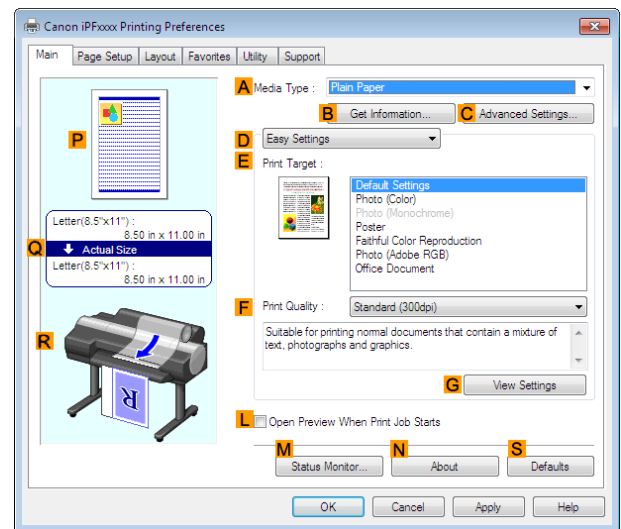 Canon iPFxxxx Printing Preferences
Main Page Setup Layout Favorites Utility Support
A Media Type : Plain Paper
B Get Information... C Advanced Settings...
P
D Easy Settings
E Print Target :
Default Settings
Photo (Color)
Photo (Monochrome)
Poster
Faithful Color Reproduction
Photo (Adobe RGB)
Office Document
Letter(8.5"x11") :
8.50 in x 11.00 in
Q Actual Size
Letter(8.5"x11") :
8.50 in x 11.00 in
F Print Quality : Standard (300dpi)
Suitable for printing normal documents that contain a mixture of
text, photographs and graphics.
R
R
G View Settings
L Open Preview When Print Job Starts
M N S
Status Monitor... About Defaults
OK Cancel Apply Help